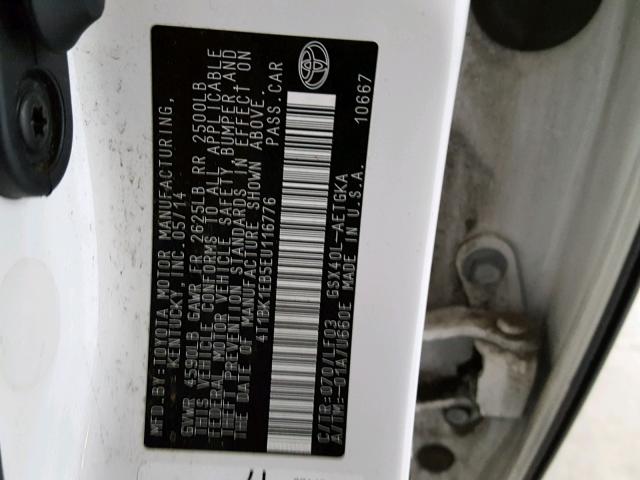 MFD. BY: TOYOTA MOTOR MANUFACTURING,
KENTUCKY, INC. 05/14
GVWR 4590LB GAWR FR 2625LB RR 2500LB
THIS VEHICLE CONFORMS TO ALL APPLICABLE
FEDERAL MOTOR VEHICLE SAFETY, BUMPER, AND
THEFT PREVENTION STANDARDS IN EFFECT ON
THE DATE OF MANUFACTURE SHOWN ABOVE.
4T1BK1EB5EU116776 PASS. CAR
C/TR: 070/LF03 GSX40L-AETGKA
A/TM: -01A/U660E MADE IN U.S.A. 10667